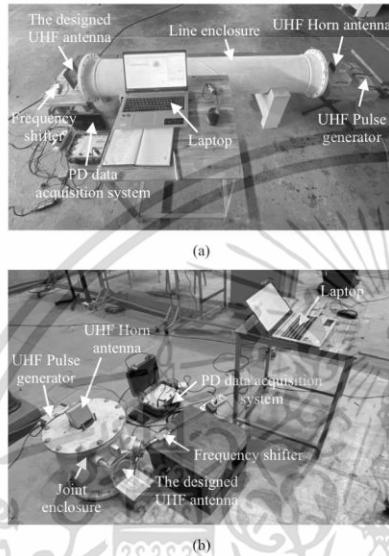 The designed
UHF antenna
Line enclosure
UHF Horn antenna
Frequency
shifter
Laptop
UHF Pulse
generator
PD data
acquisition system
(a)
Laptop
UHF Horn
antenna
UHF Pulse
generator
PD data acquisition
system
Frequency shifter
Joint
enclosure
The designed
UHF antenna
(b)